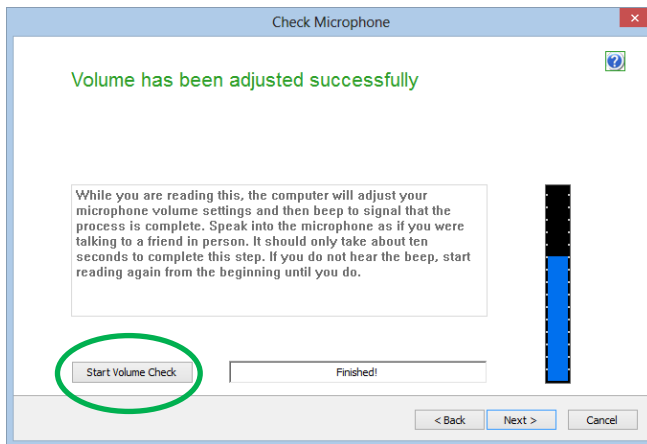 Check Microphone
Volume has been adjusted successfully
While you are reading this, the computer will adjust your
microphone volume settings and then beep to signal that the
process is complete. Speak into the microphone as if you were
talking to a friend in person. It should only take about ten
seconds to complete this step. If you do not hear the beep, start
reading again from the beginning until you do.
Start Volume Check
Finished!
< Back
Next >
Cancel